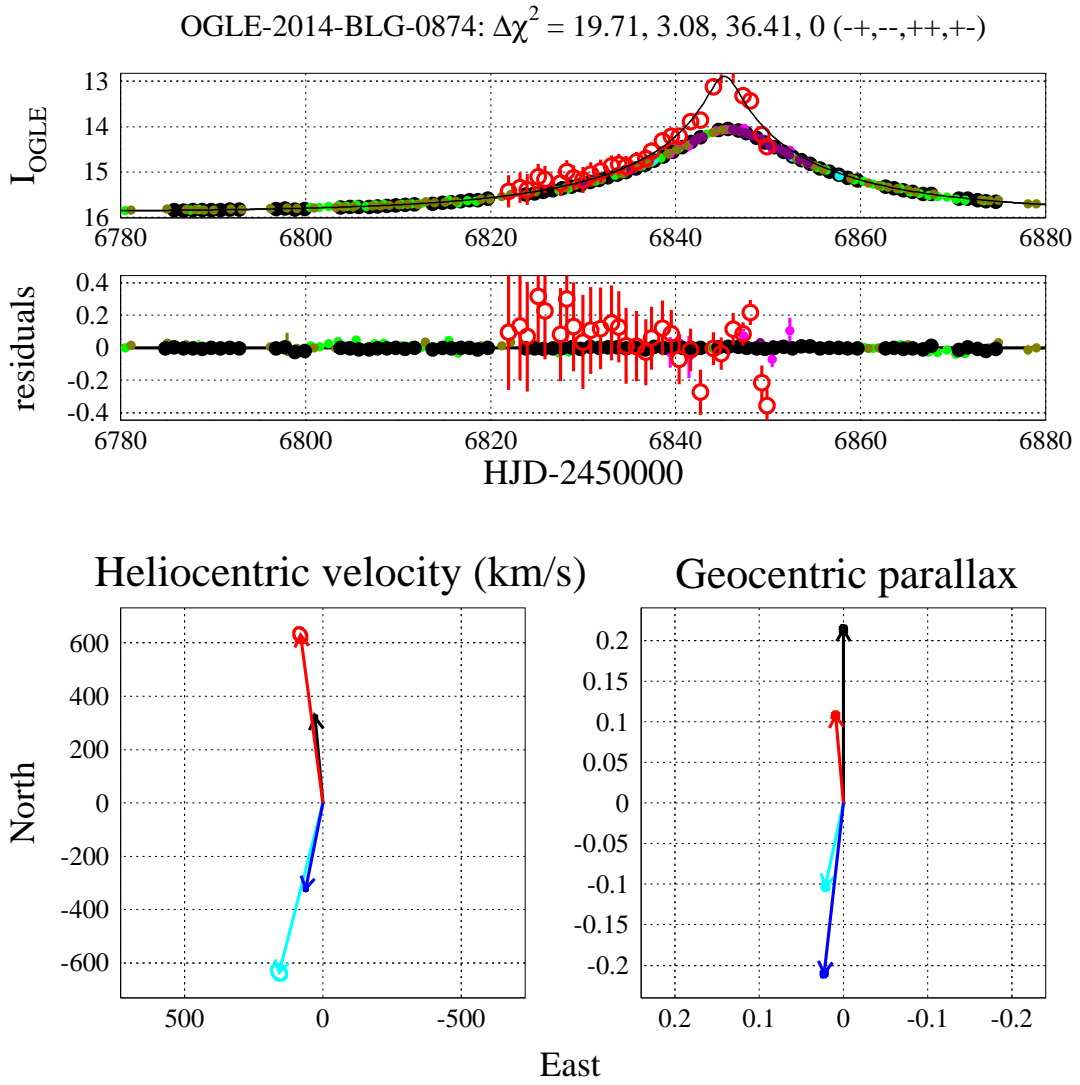 OGLE-2014-BLG-0874: Δχ² = 19.71, 3.08, 36.41, 0 (-+,--,++,+-)
I_OGLE
13
14
15
16
6780 6800 6820 6840 6860 6880
residuals
0.4
0.2
0
-0.2
-0.4
6780 6800 6820 6840 6860 6880
HJD-2450000
Heliocentric velocity (km/s)
North
600
400
200
0
-200
-400
-600
500 0 -500
Geocentric parallax
0.2
0.15
0.1
0.05
0
-0.05
-0.1
-0.15
-0.2
0.2 0.1 0 -0.1 -0.2
East